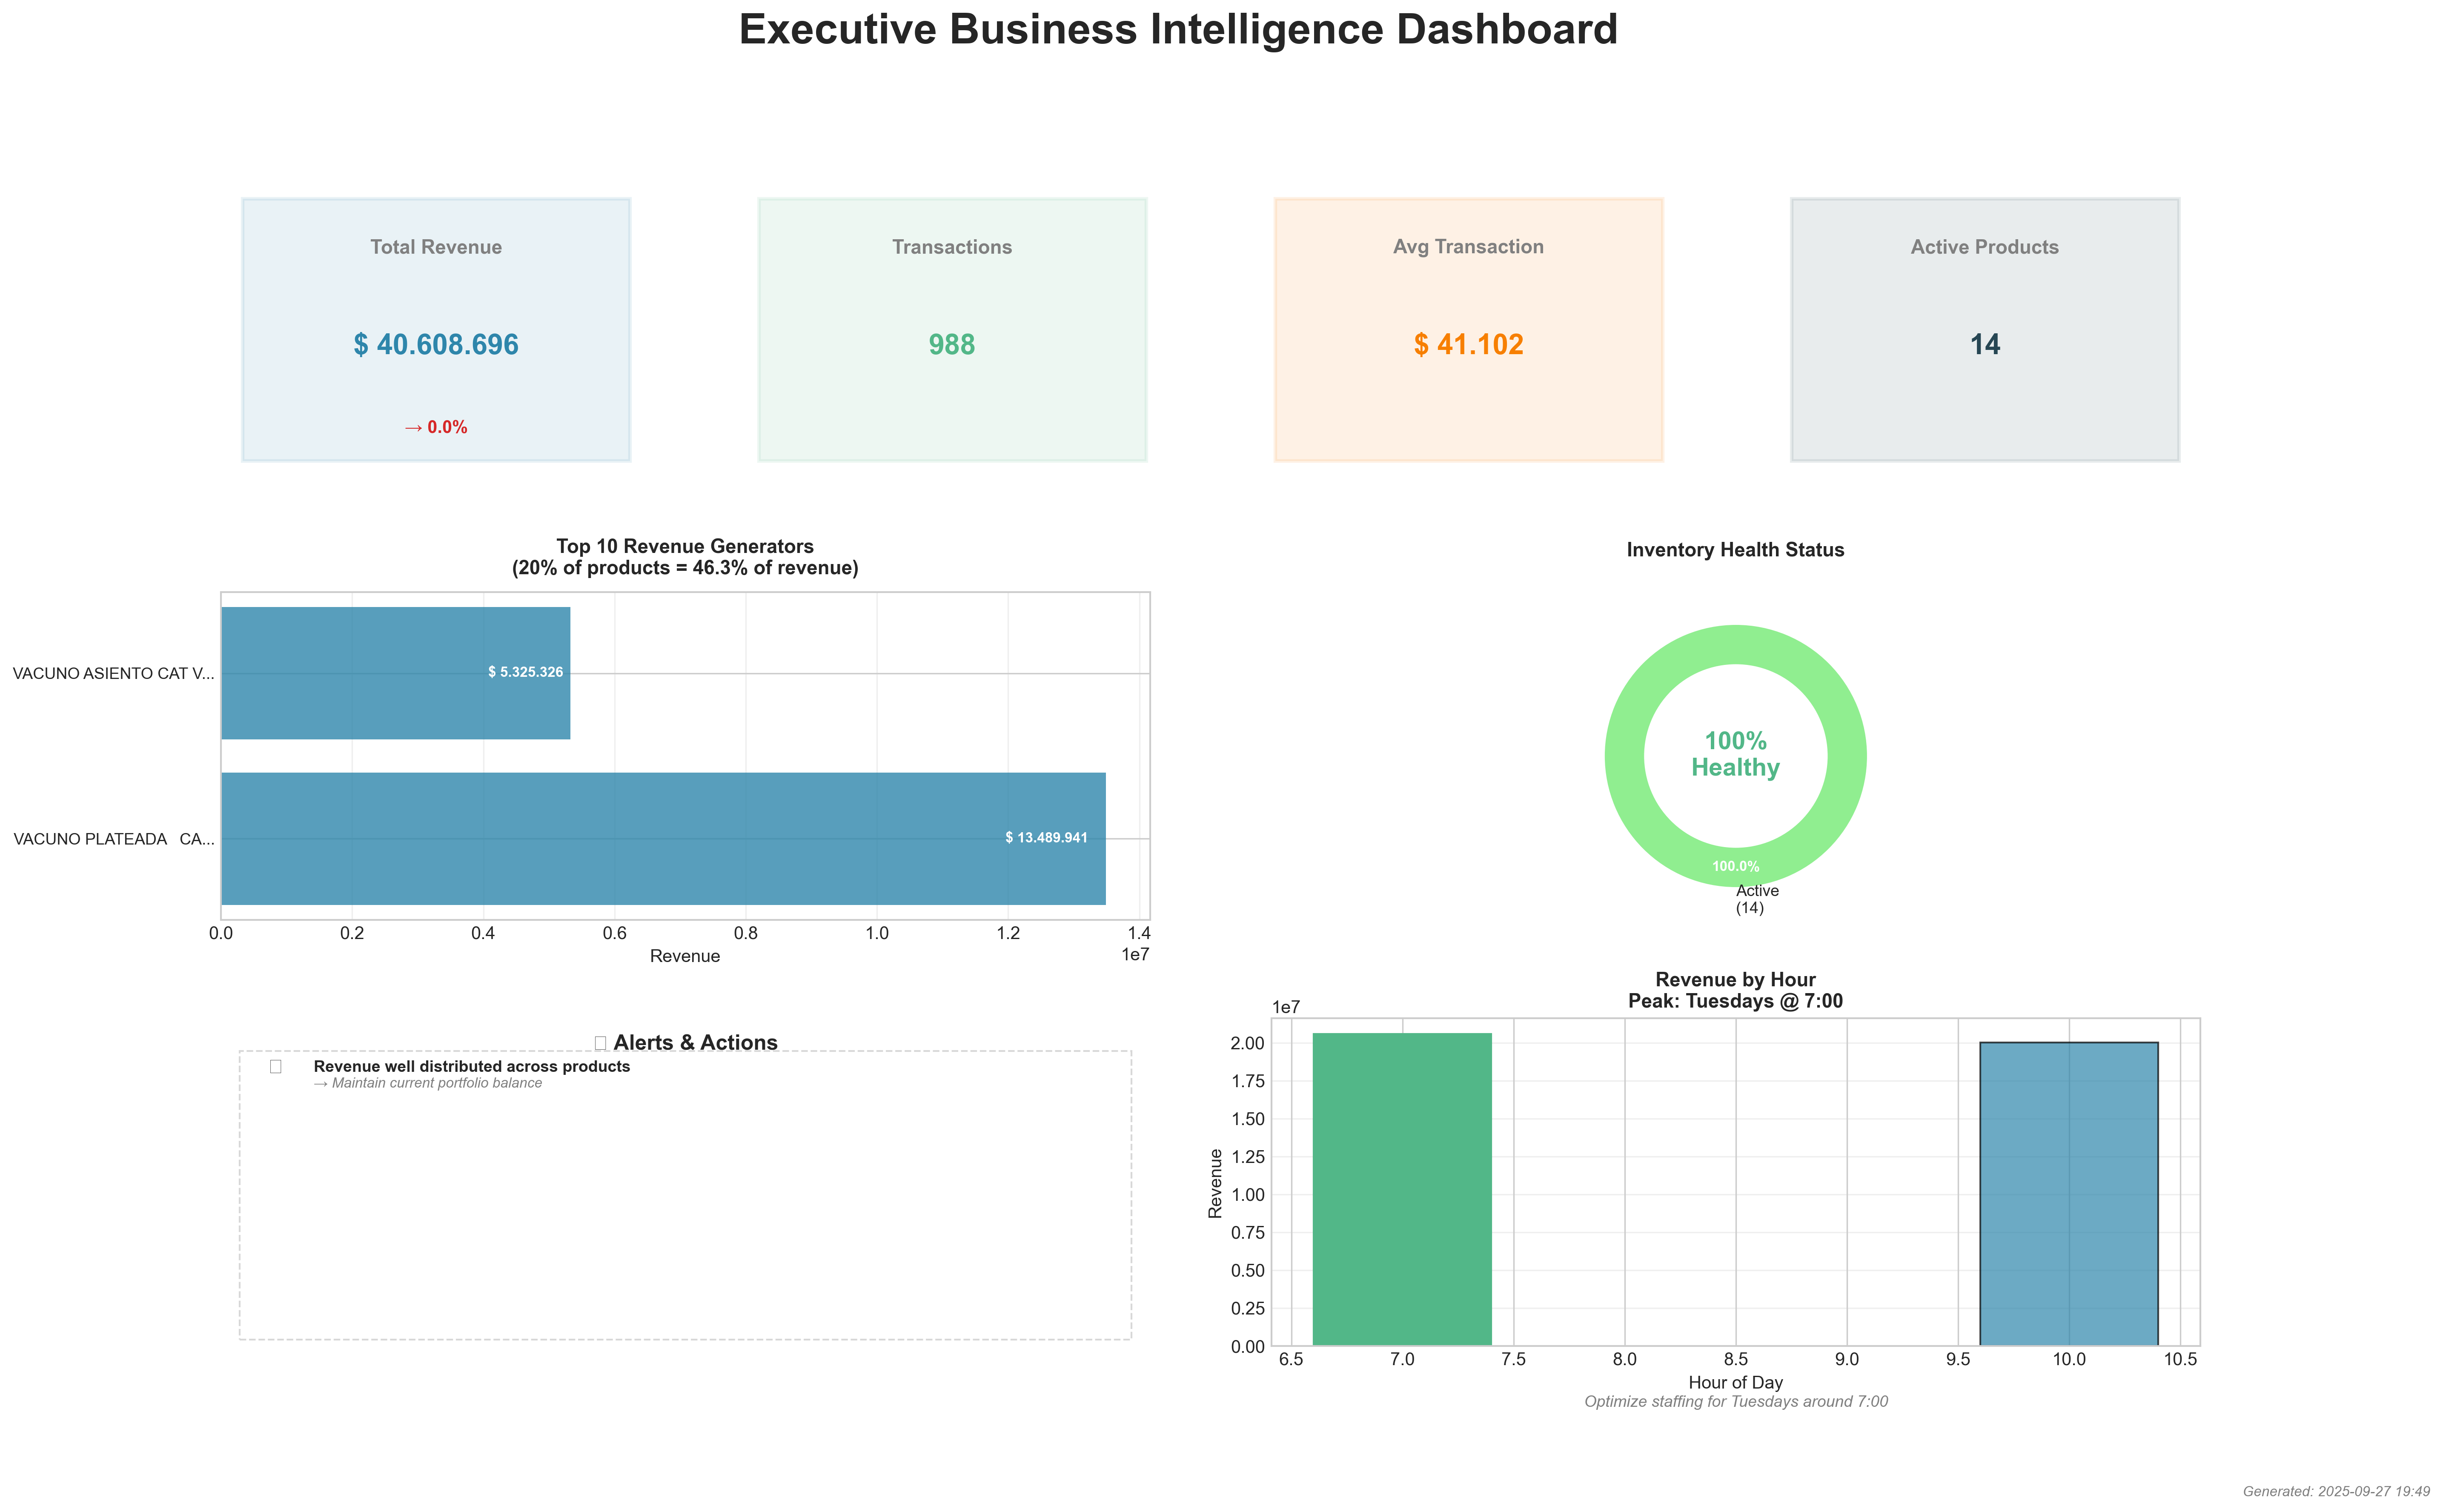 Executive Business Intelligence Dashboard
Total Revenue
$ 40.608.696
→ 0.0%
Transactions
988
Avg Transaction
$ 41.102
Active Products
14
Top 10 Revenue Generators
(20% of products = 46.3% of revenue)
VACUNO ASIENTO CAT V...
$ 5.325.326
VACUNO PLATEADA   CA...
$ 13.489.941
0.0 0.2 0.4 0.6 0.8 1.0 1.2 1.4
1e7
Revenue
Inventory Health Status
100%
Healthy
100.0%
Active
(14)
Alerts & Actions
Revenue well distributed across products
→ Maintain current portfolio balance
Revenue by Hour
Peak: Tuesdays @ 7:00
1e7
2.00
1.75
1.50
1.25
1.00
0.75
0.50
0.25
0.00
Revenue
6.5 7.0 7.5 8.0 8.5 9.0 9.5 10.0 10.5
Hour of Day
Optimize staffing for Tuesdays around 7:00
Generated: 2025-09-27 19:49